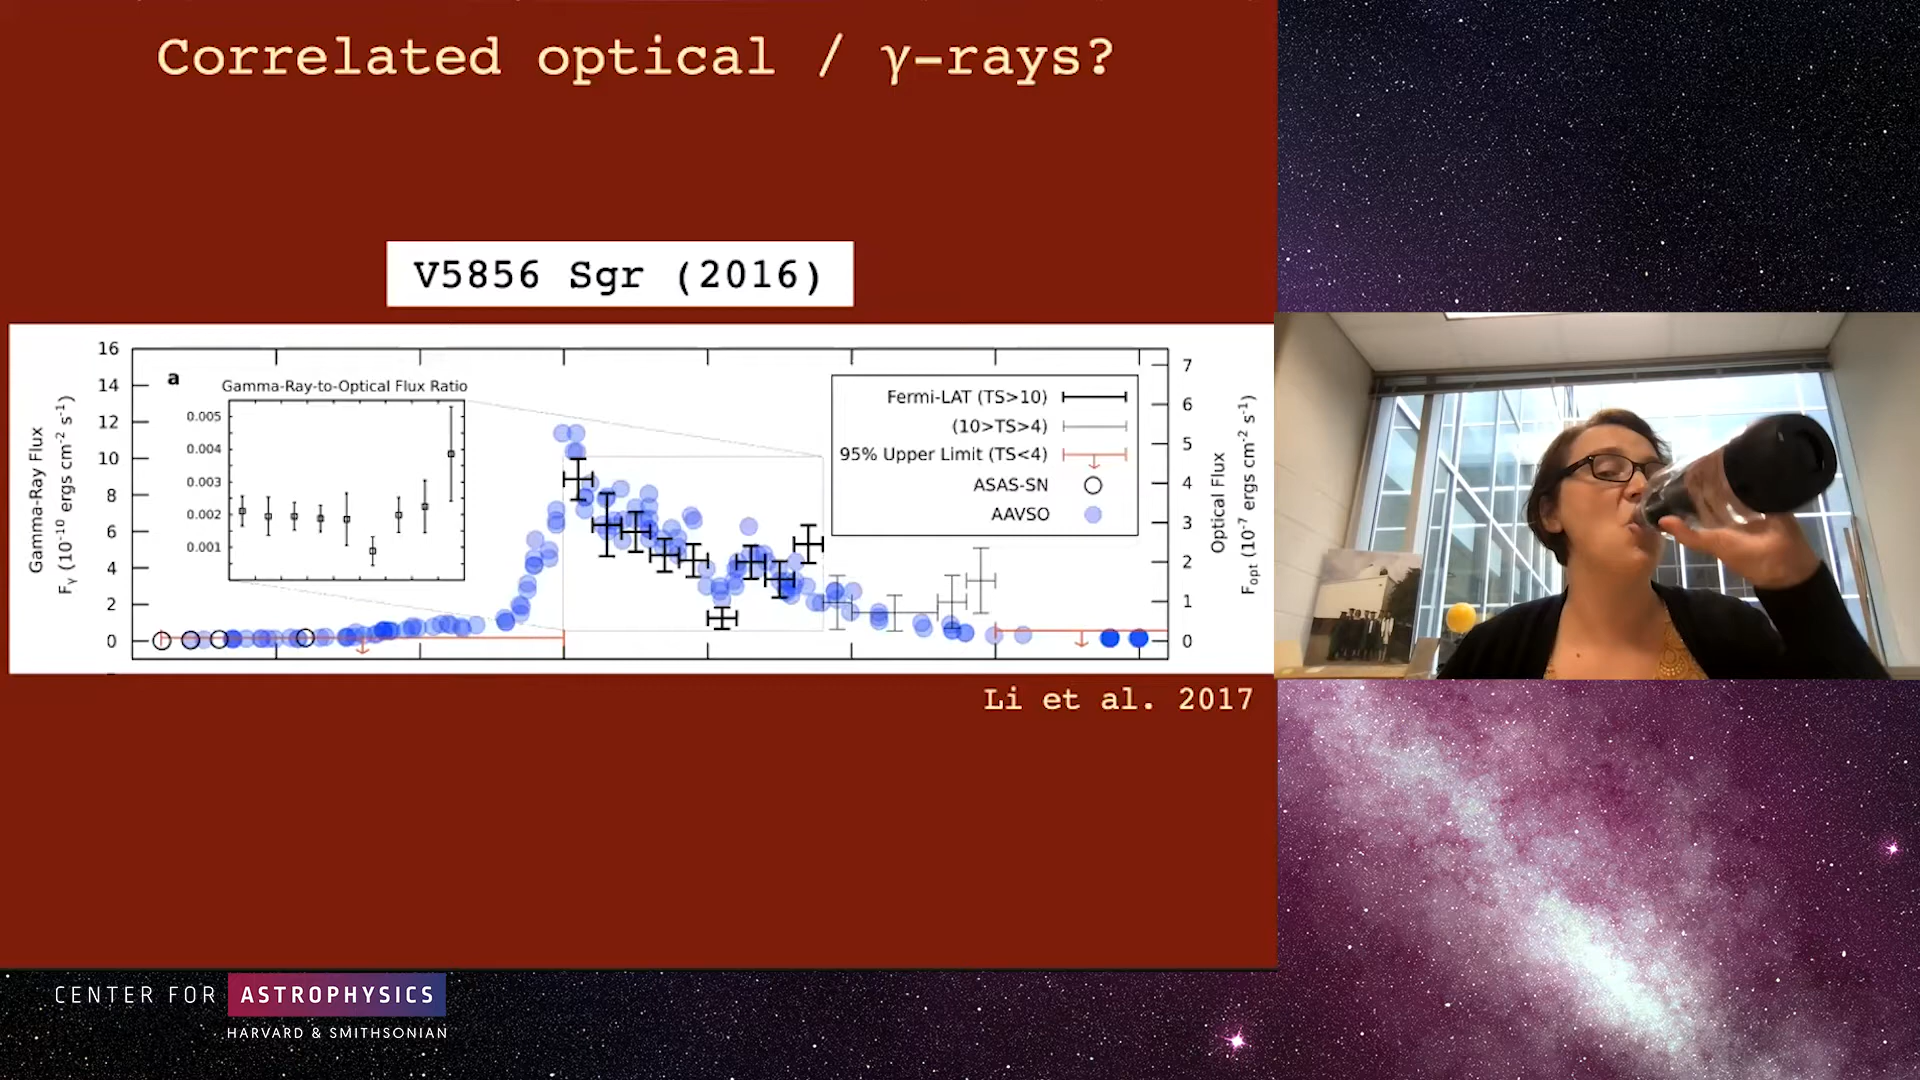 Correlated optical / γ-rays?
V5856 Sgr (2016)
16
14
12
10
8
6
4
2
0
Gamma-Ray Flux
Fγ (10⁻¹⁰ ergs cm⁻² s⁻¹)
a
Gamma-Ray-to-Optical Flux Ratio
0.005
0.004
0.003
0.002
0.001
Fermi-LAT (TS>10)
(10>TS>4)
95% Upper Limit (TS<4)
ASAS-SN
AAVSO
7
6
5
4
3
2
1
0
Optical Flux
Fopt (10⁻⁷ ergs cm⁻² s⁻¹)
Li et al. 2017
CENTER FOR ASTROPHYSICS
HARVARD & SMITHSONIAN